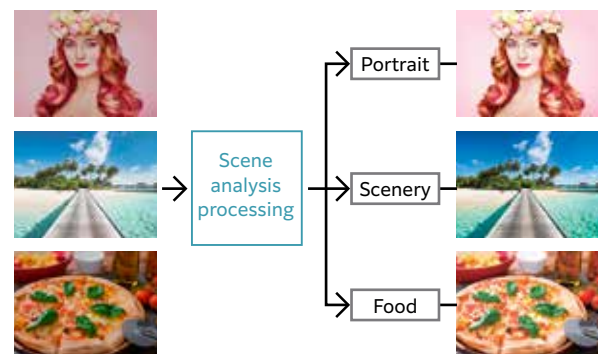 Portrait
Scene
analysis
processing
Scenery
Food